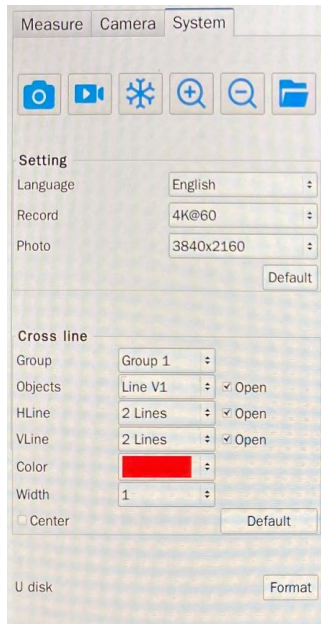 Measure Camera System
Setting
Language English
Record 4K@60
Photo 3840x2160
Default
Cross line
Group Group 1
Objects Line V1 Open
HLine 2 Lines Open
VLine 2 Lines Open
Color
Width 1
Center Default
U disk Format